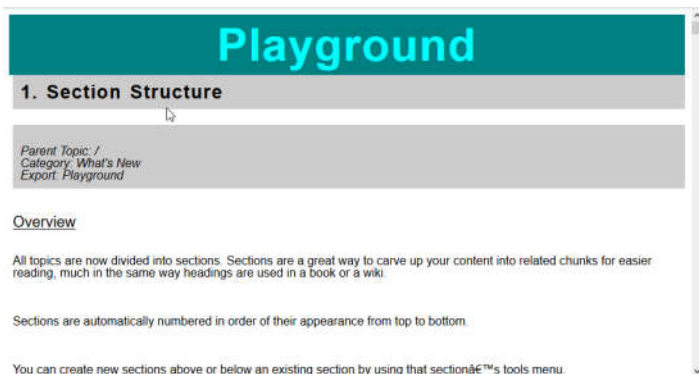 Playground
1. Section Structure
Parent Topic: /
Category: What's New
Export: Playground
Overview
All topics are now divided into sections. Sections are a great way to carve up your content into related chunks for easier
reading, much in the same way headings are used in a book or a wiki.
Sections are automatically numbered in order of their appearance from top to bottom.
You can create new sections above or below an existing section by using that sectionâ€™s tools menu.